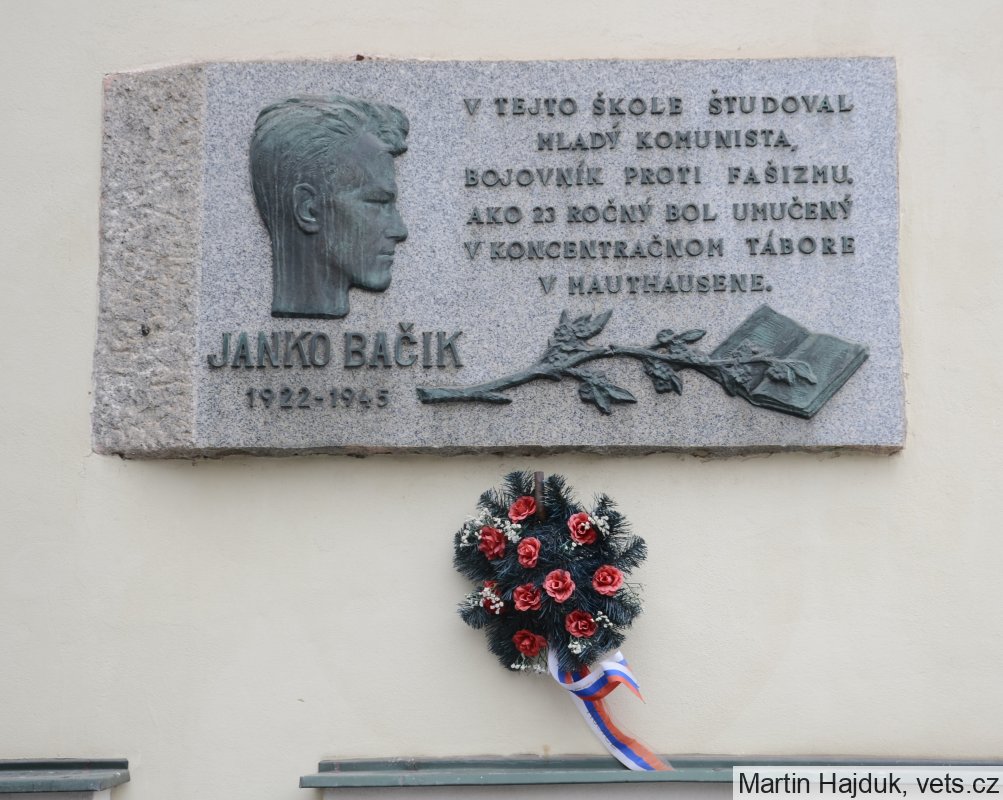 V TEJTO ŠKOLE ŠTUDOVAL
MLADÝ KOMUNISTA,
BOJOVNÍK PROTI FAŠIZMU.
AKO 23 ROČNÝ BOL UMUČENÝ
V KONCENTRAČNOM TÁBORE
V MAUTHAUSENE.
JANKO BAČIK
1922-1945
Martin Hajduk, vets.cz